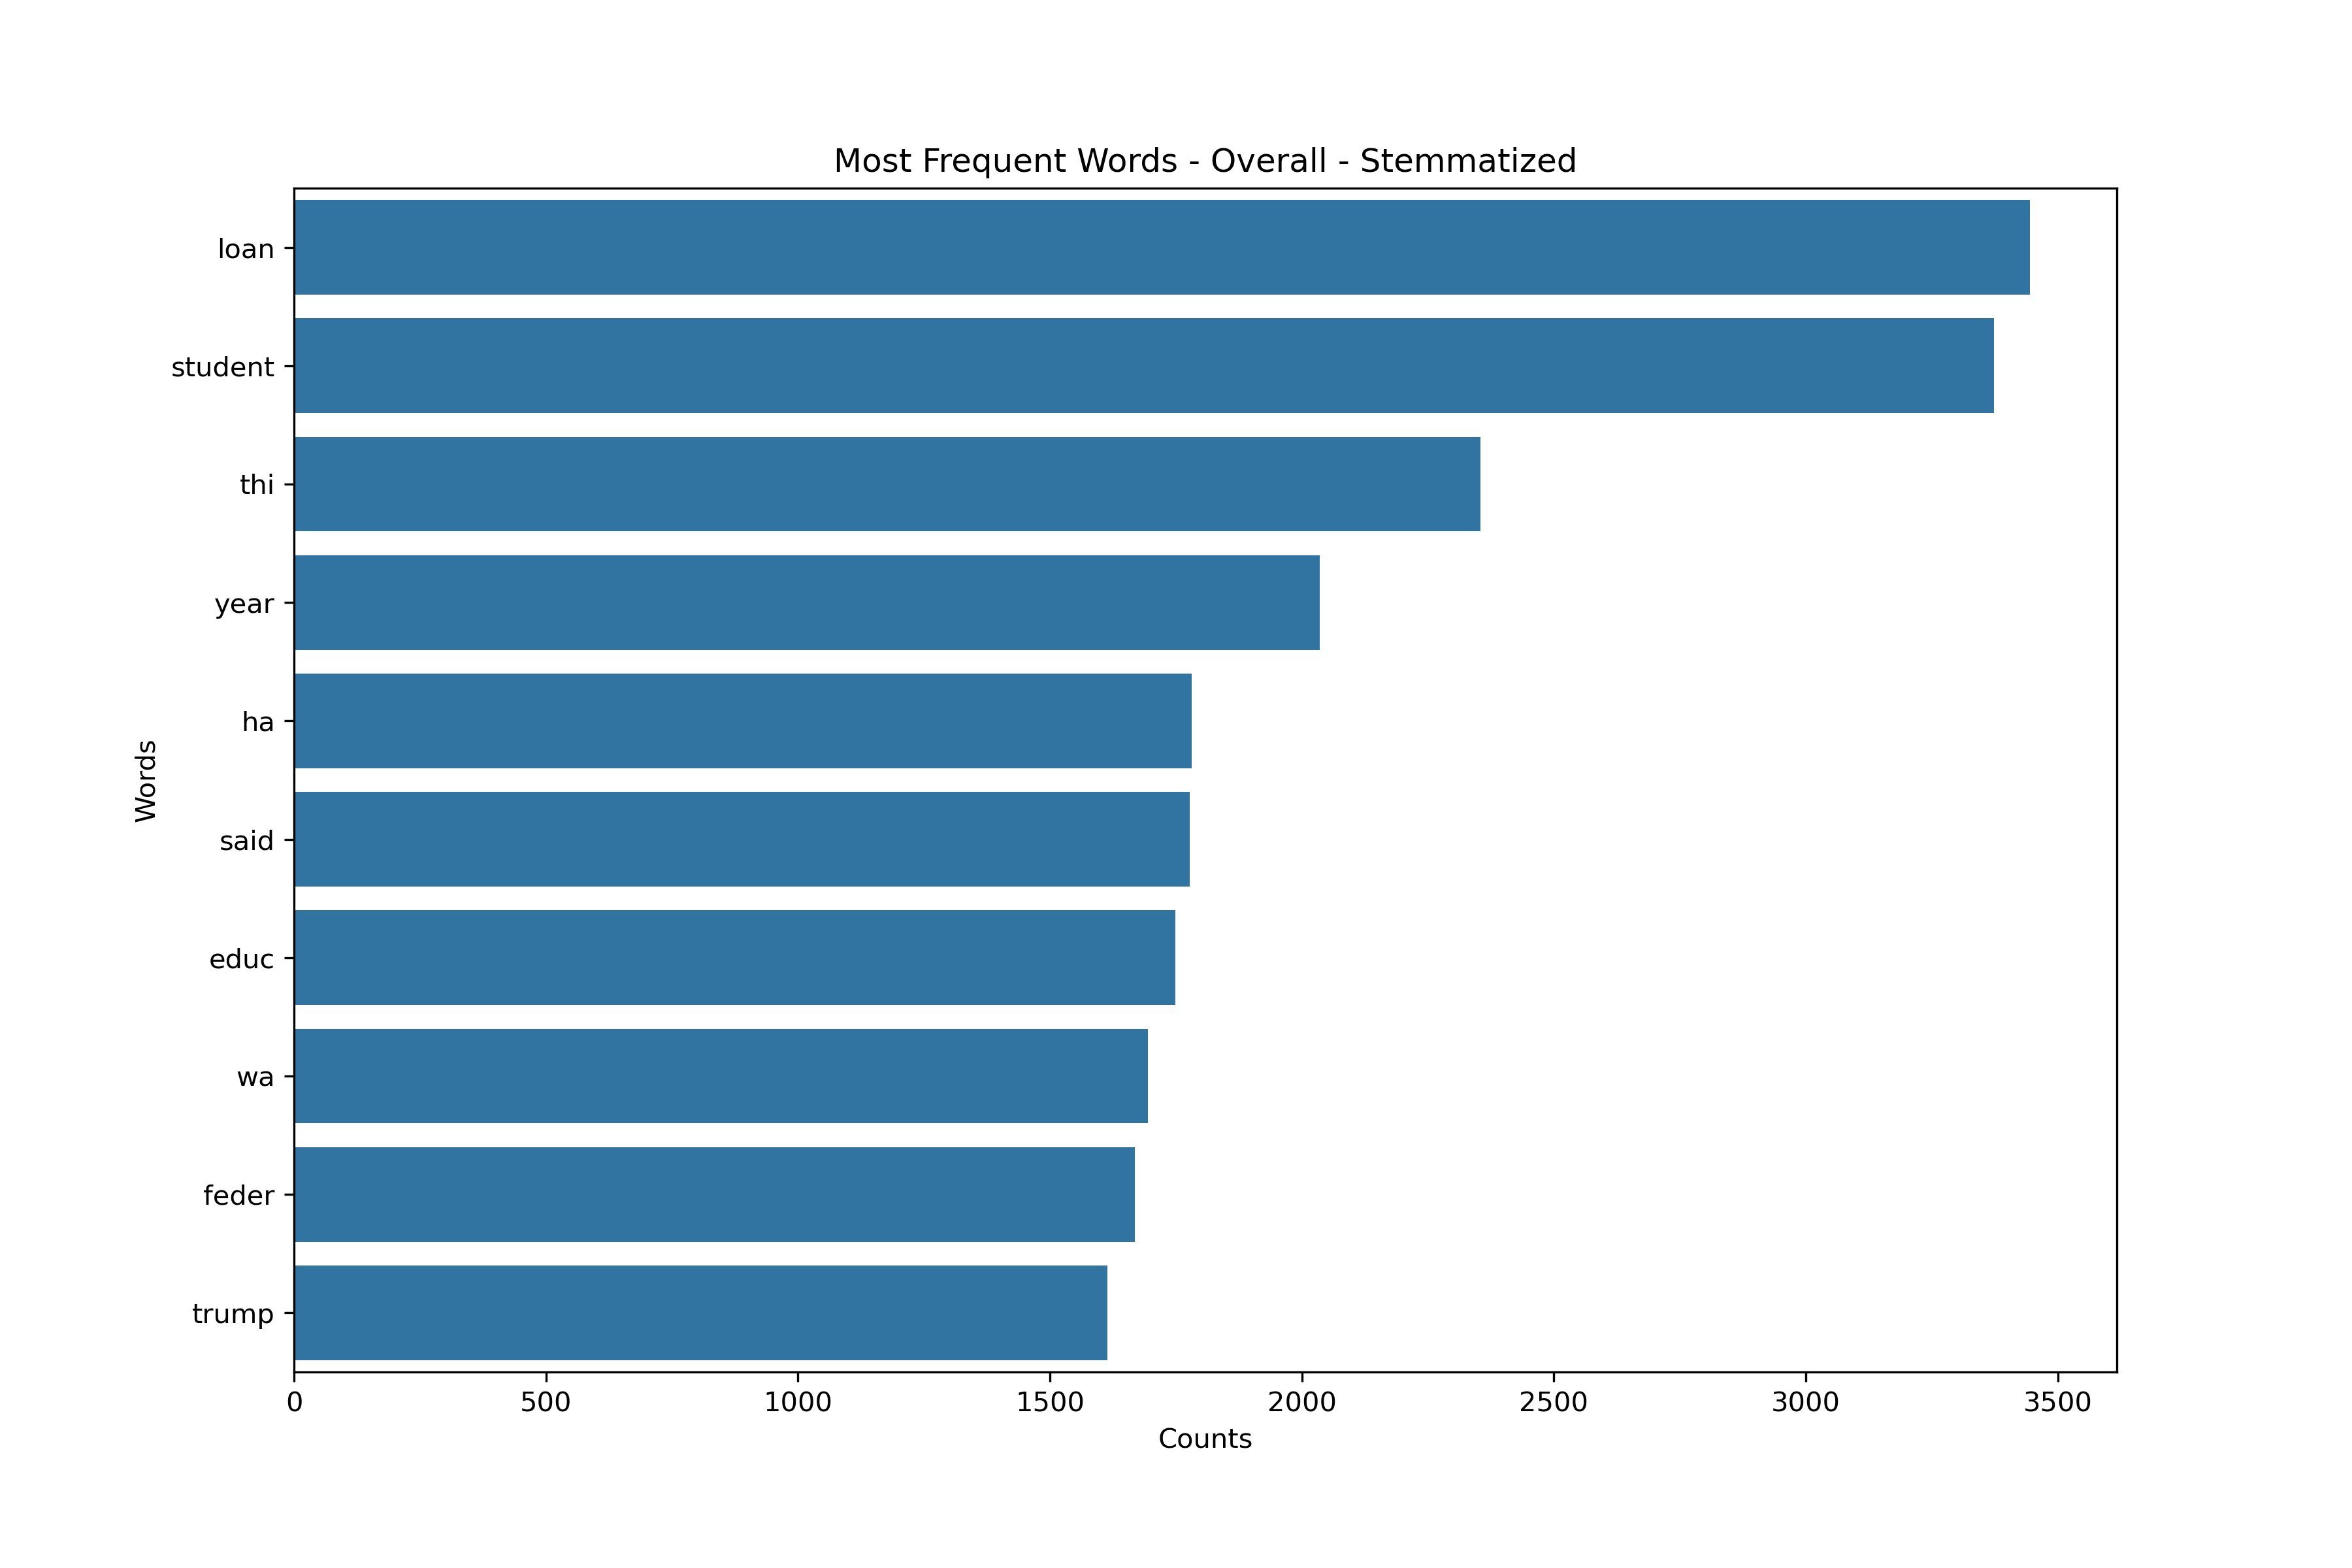 Most Frequent Words - Overall - Stemmatized
loan
student
thi
year
ha
said
educ
wa
feder
trump
Words
0 500 1000 1500 2000 2500 3000 3500
Counts